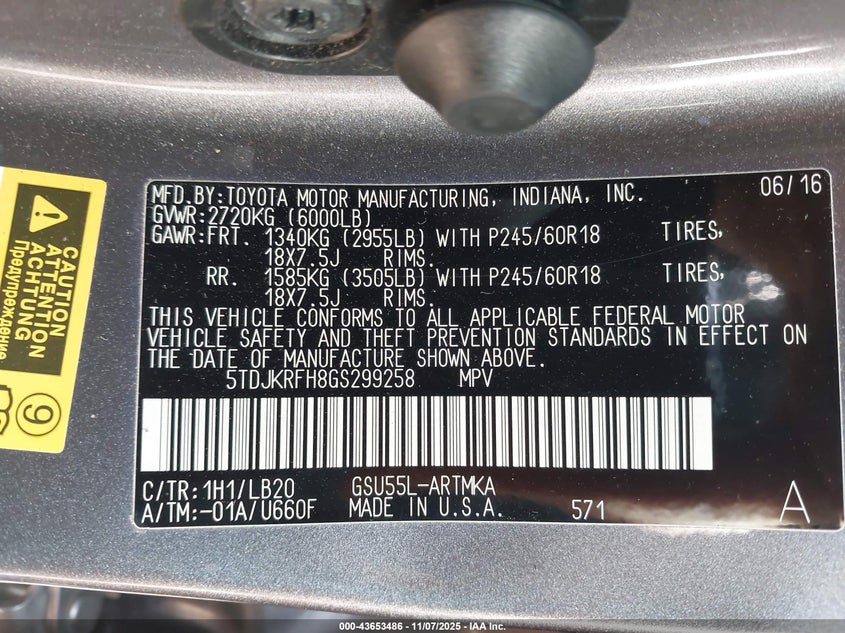 MFD.BY:TOYOTA MOTOR MANUFACTURING, INDIANA, INC. 06/16
GVWR:2720KG (6000LB)
GAWR:FRT. 1340KG (2955LB) WITH P245/60R18 TIRES,
18X7.5J RIMS.
RR. 1585KG (3505LB) WITH P245/60R18 TIRES,
18X7.5J RIMS.
THIS VEHICLE CONFORMS TO ALL APPLICABLE FEDERAL MOTOR
VEHICLE SAFETY AND THEFT PREVENTION STANDARDS IN EFFECT ON
THE DATE OF MANUFACTURE SHOWN ABOVE.
5TDJKRFH8GS299258 MPV
C/TR:1H1/LB20 GSU55L-ARTMKA
A/TM:-01A/U660F MADE IN U.S.A. 571 A
CAUTION
ATTENTION
ACHTUNG
Предупреждение
9
000-43653486 - 11/07/2025 - IAA Inc.